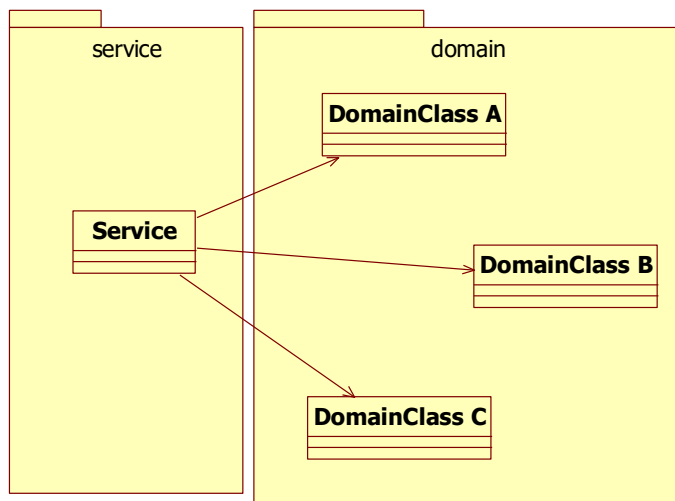 service
domain
DomainClass A
Service
DomainClass B
DomainClass C